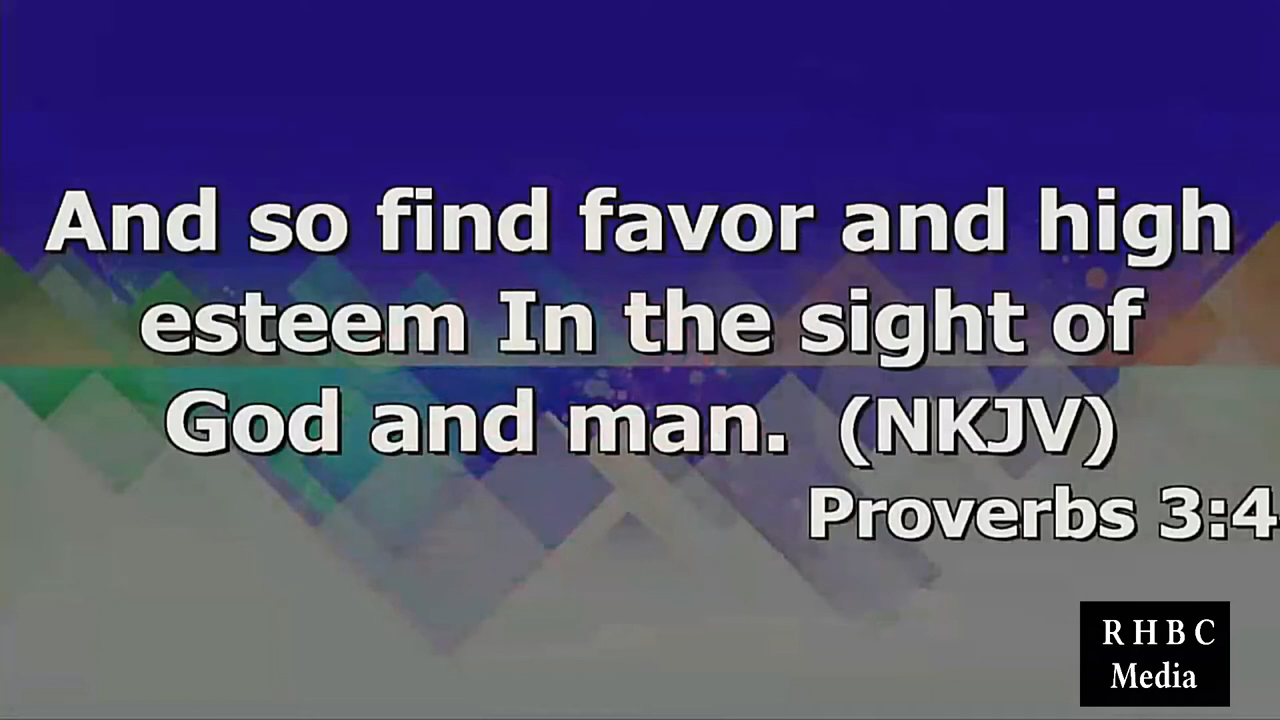 And so find favor and high
esteem In the sight of
God and man. (NKJV)
Proverbs 3:4
RHBC
Media